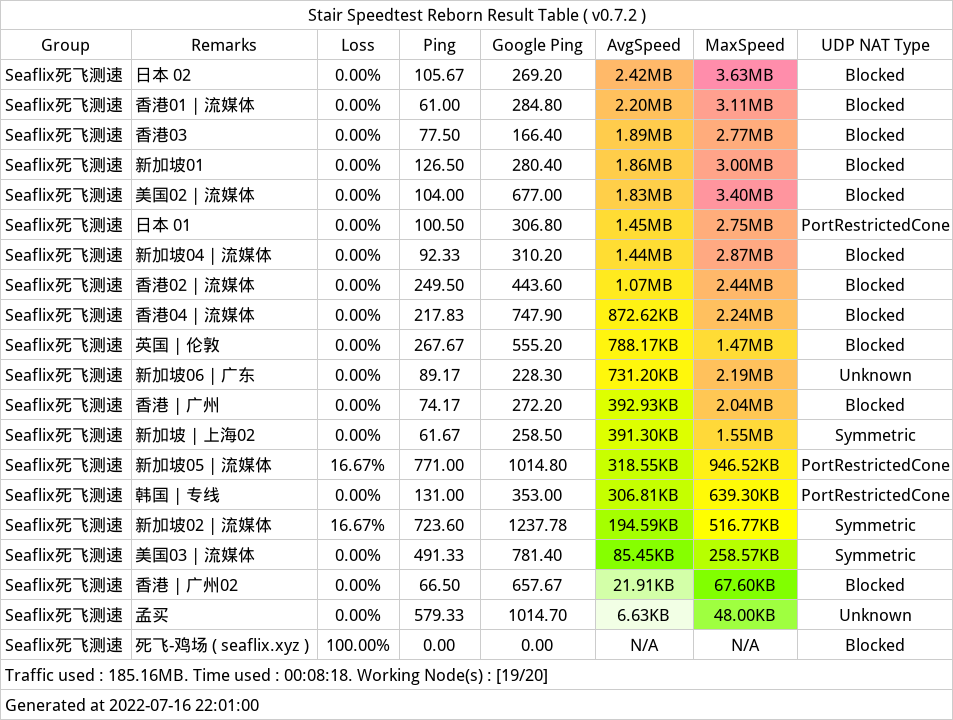 Stair Speedtest Reborn Result Table ( v0.7.2 )
Group Remarks Loss Ping Google Ping AvgSpeed MaxSpeed UDP NAT Type
Seaflix死飞测速 日本 02 0.00% 105.67 269.20 2.42MB 3.63MB Blocked
Seaflix死飞测速 香港01 | 流媒体 0.00% 61.00 284.80 2.20MB 3.11MB Blocked
Seaflix死飞测速 香港03 0.00% 77.50 166.40 1.89MB 2.77MB Blocked
Seaflix死飞测速 新加坡01 0.00% 126.50 280.40 1.86MB 3.00MB Blocked
Seaflix死飞测速 美国02 | 流媒体 0.00% 104.00 677.00 1.83MB 3.40MB Blocked
Seaflix死飞测速 日本 01 0.00% 100.50 306.80 1.45MB 2.75MB PortRestrictedCone
Seaflix死飞测速 新加坡04 | 流媒体 0.00% 92.33 310.20 1.44MB 2.87MB Blocked
Seaflix死飞测速 香港02 | 流媒体 0.00% 249.50 443.60 1.07MB 2.44MB Blocked
Seaflix死飞测速 香港04 | 流媒体 0.00% 217.83 747.90 872.62KB 2.24MB Blocked
Seaflix死飞测速 英国 | 伦敦 0.00% 267.67 555.20 788.17KB 1.47MB Blocked
Seaflix死飞测速 新加坡06 | 广东 0.00% 89.17 228.30 731.20KB 2.19MB Unknown
Seaflix死飞测速 香港 | 广州 0.00% 74.17 272.20 392.93KB 2.04MB Blocked
Seaflix死飞测速 新加坡 | 上海02 0.00% 61.67 258.50 391.30KB 1.55MB Symmetric
Seaflix死飞测速 新加坡05 | 流媒体 16.67% 771.00 1014.80 318.55KB 946.52KB PortRestrictedCone
Seaflix死飞测速 韩国 | 专线 0.00% 131.00 353.00 306.81KB 639.30KB PortRestrictedCone
Seaflix死飞测速 新加坡02 | 流媒体 16.67% 723.60 1237.78 194.59KB 516.77KB Symmetric
Seaflix死飞测速 美国03 | 流媒体 0.00% 491.33 781.40 85.45KB 258.57KB Symmetric
Seaflix死飞测速 香港 | 广州02 0.00% 66.50 657.67 21.91KB 67.60KB Blocked
Seaflix死飞测速 孟买 0.00% 579.33 1014.70 6.63KB 48.00KB Unknown
Seaflix死飞测速 死飞-鸡场 ( seaflix.xyz ) 100.00% 0.00 0.00 N/A N/A Blocked
Traffic used : 185.16MB. Time used : 00:08:18. Working Node(s) : [19/20]
Generated at 2022-07-16 22:01:00